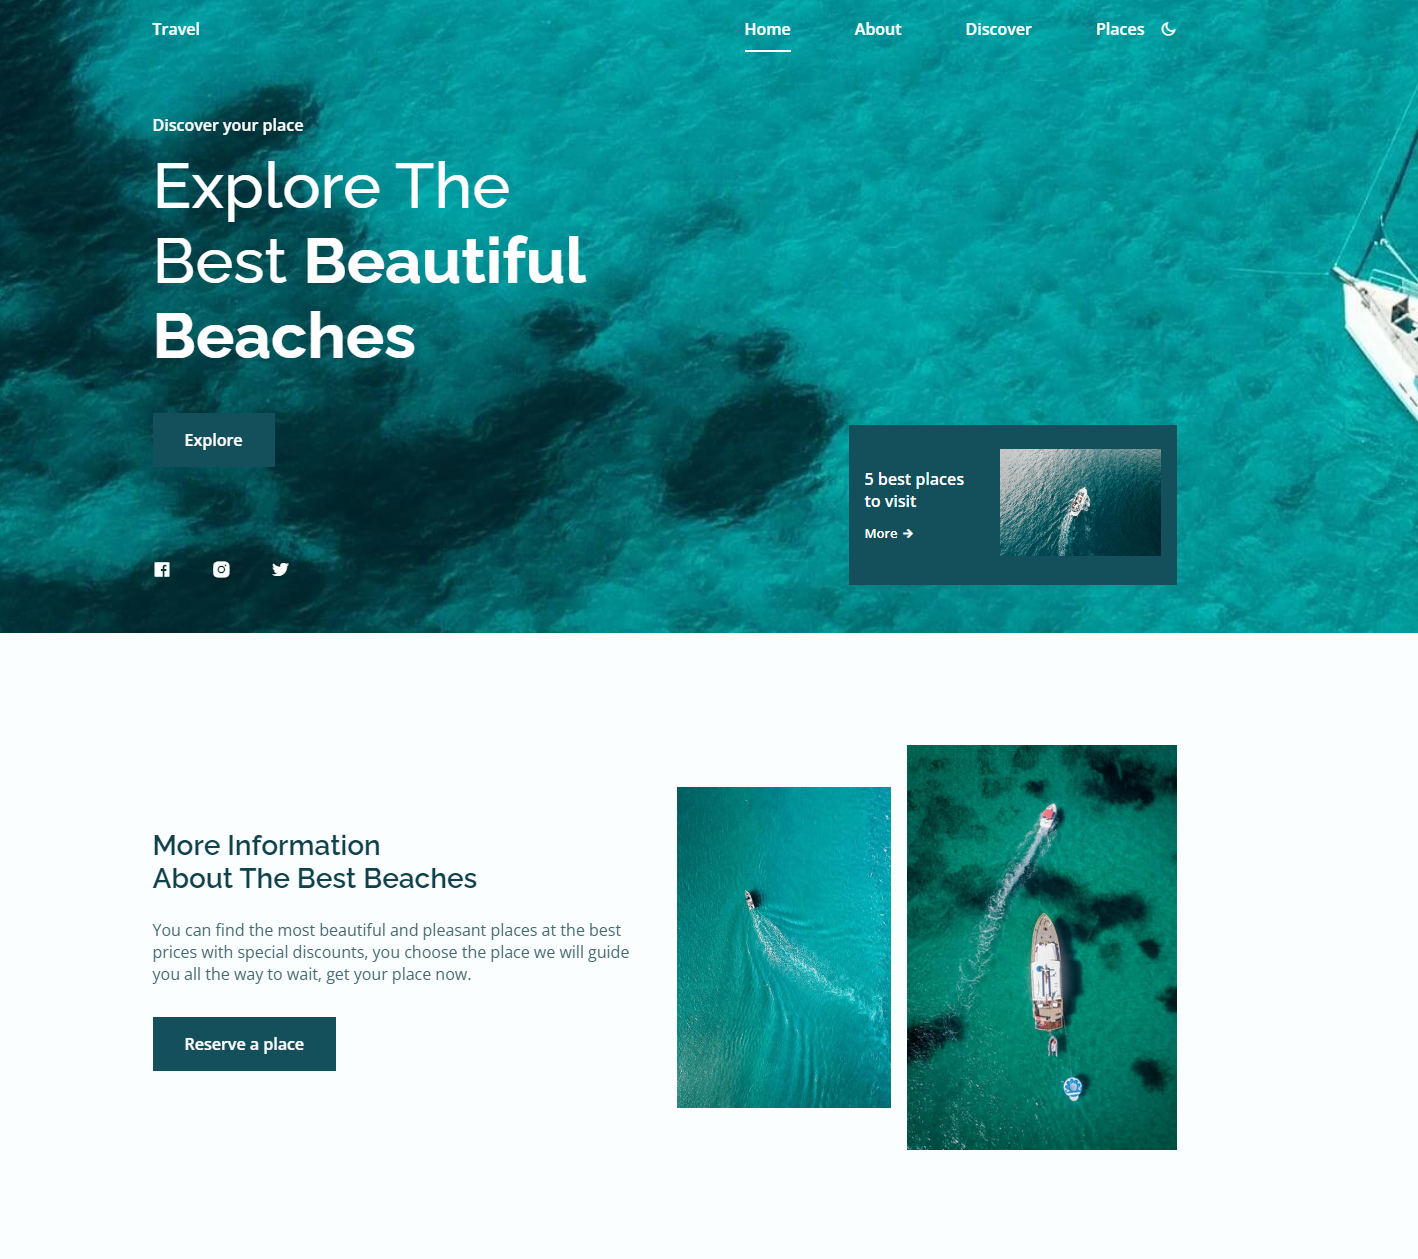 Travel
Home About Discover Places
Discover your place
Explore The
Best Beautiful
Beaches
Explore
5 best places
to visit
More
More Information
About The Best Beaches
You can find the most beautiful and pleasant places at the best
prices with special discounts, you choose the place we will guide
you all the way to wait, get your place now.
Reserve a place